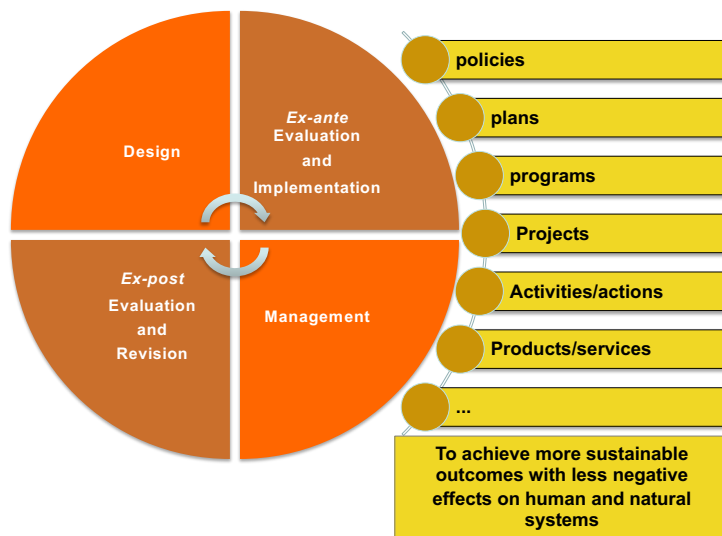 Design
Ex-ante
Evaluation
and
Implementation
Ex-post
Evaluation
and
Revision
Management
policies
plans
programs
Projects
Activities/actions
Products/services
...
To achieve more sustainable
outcomes with less negative
effects on human and natural
systems